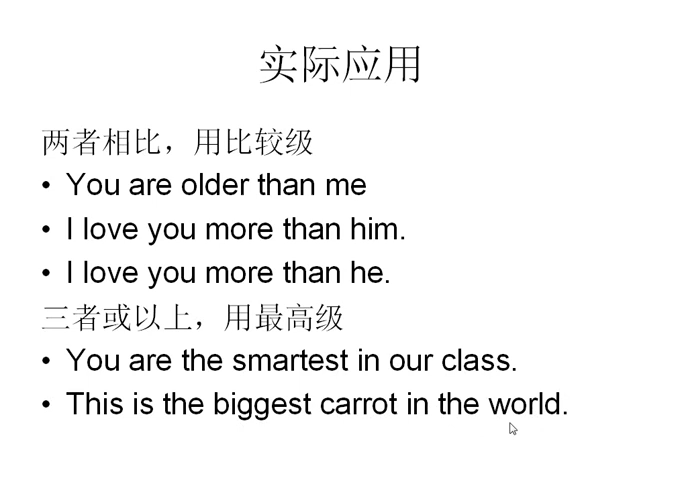 实际应用
两者相比，用比较级
• You are older than me
• I love you more than him.
• I love you more than he.
三者或以上，用最高级
• You are the smartest in our class.
• This is the biggest carrot in the world.